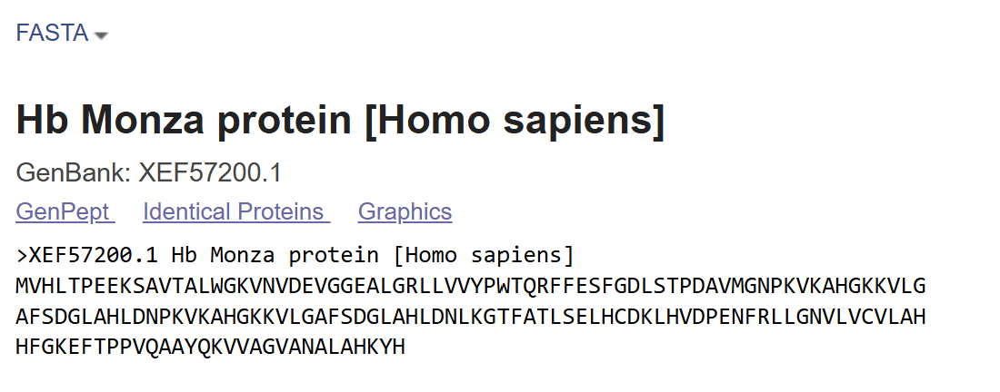 FASTA
Hb Monza protein [Homo sapiens]
GenBank: XEF57200.1
GenPept Identical Proteins Graphics
>XEF57200.1 Hb Monza protein [Homo sapiens]
MVHLTPEEKSAVTALWGKVNVDEVGGEALGRLLVVYPWTQRFFESFGDLSTPDAVMGNPKVKAHGKKVLG
AFSDGLAHLDNPKVKAHGKKVLGAFSDGLAHLDNLKGTFATLSELHCDKLHVDPENFRLLGNVLVCVLAH
HFGKEFTPPVQAAYQKVVAGVANALAHKYH